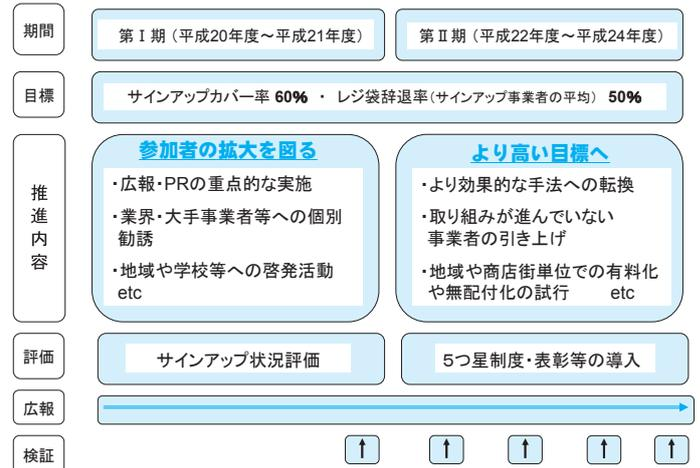 期間
第Ⅰ期（平成20年度～平成21年度）
第Ⅱ期（平成22年度～平成24年度）
目標
サインアップカバー率 60% ・ レジ袋辞退率（サインアップ事業者の平均） 50%
推進内容
参加者の拡大を図る
・広報・PRの重点的な実施
・業界・大手事業者等への個別
勧誘
・地域や学校等への啓発活動
etc
より高い目標へ
・より効果的な手法への転換
・取り組みが進んでいない
事業者の引き上げ
・地域や商店街単位での有料化
や無配付化の試行 etc
評価
サインアップ状況評価
５つ星制度・表彰等の導入
広報
検証
↑ ↑ ↑ ↑ ↑